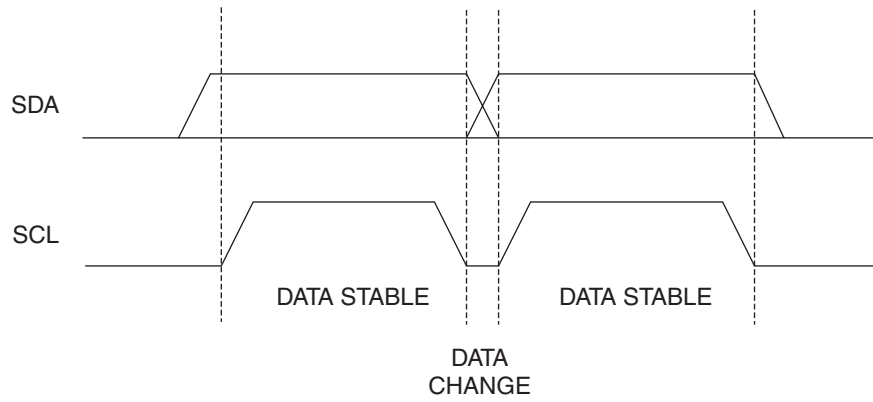 SDA
SCL
DATA STABLE
DATA STABLE
DATA
CHANGE